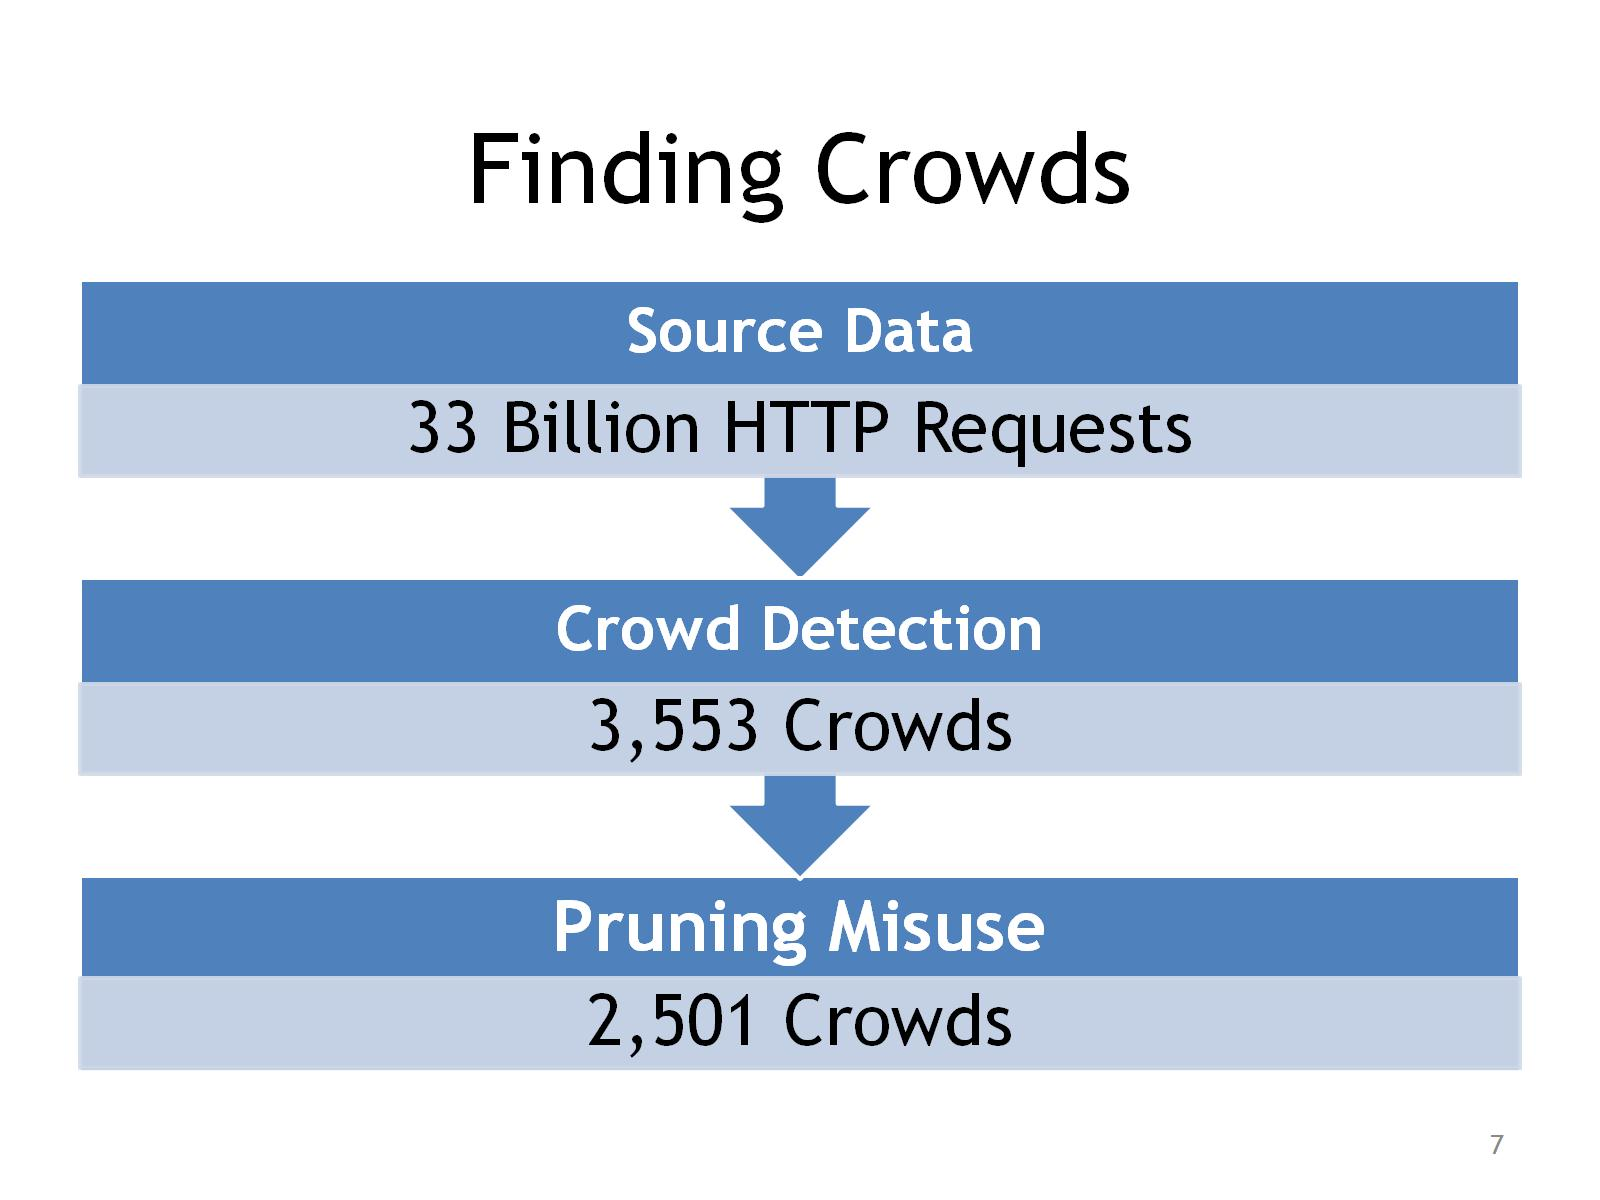 Finding Crowds
Source Data
33 Billion HTTP Requests
Crowd Detection
3,553 Crowds
Pruning Misuse
2,501 Crowds
7